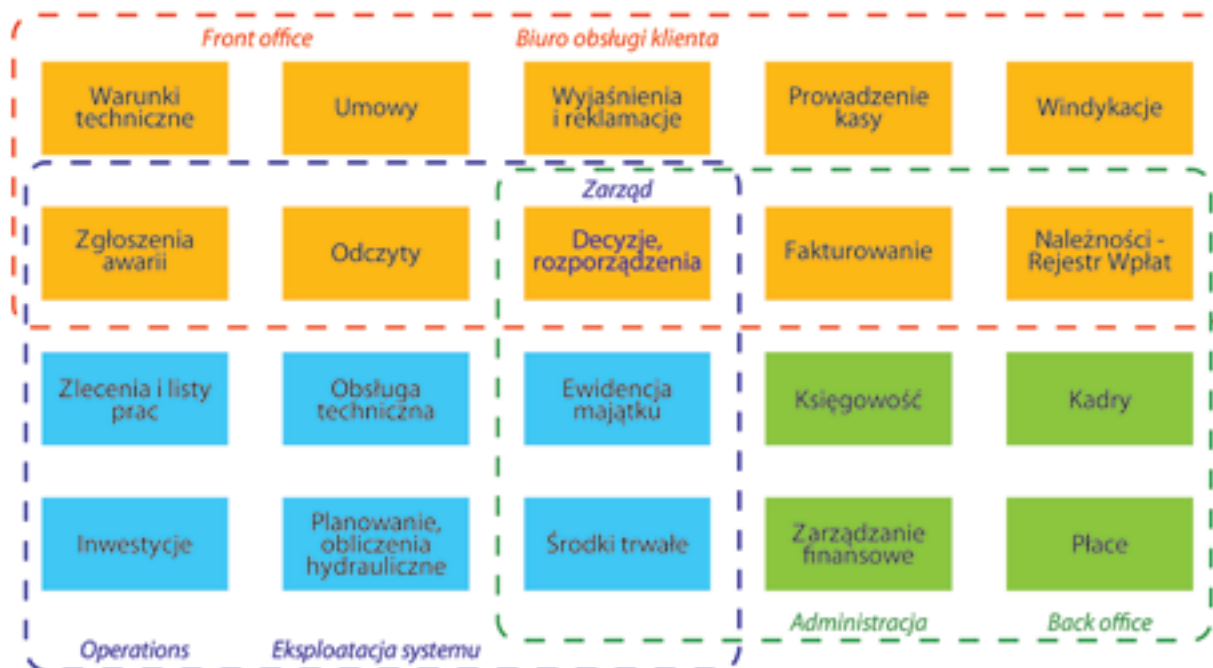 Front office
Biuro obsługi klienta
Warunki
techniczne
Umowy
Wyjaśnienia
i reklamacje
Prowadzenie
kasy
Windykacje
Zarząd
Zgłoszenia
awarii
Odczyty
Decyzje,
rozporządzenia
Fakturowanie
Należności -
Rejestr Wpłat
Zlecenia i listy
prac
Obsługa
techniczna
Ewidencja
majątku
Księgowość
Kadry
Inwestycje
Planowanie,
obliczenia
hydrauliczne
Środki trwałe
Zarządzanie
finansowe
Płace
Administracja
Back office
Operations
Eksploatacja systemu